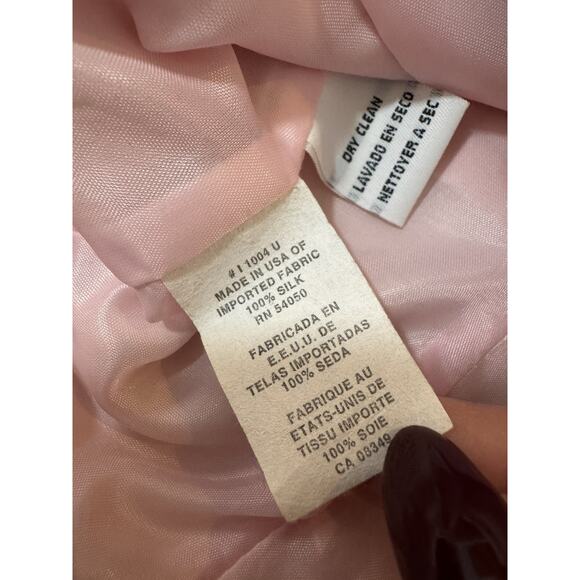 DRY CLEAN
LAVADO EN SECO
NETTOYER A SEC
# I 1004 U
MADE IN USA OF
IMPORTED FABRIC
100% SILK
RN 54050
FABRICADA EN
E.E.U.U. DE
TELAS IMPORTADAS
100% SEDA
FABRIQUE AU
ETATS-UNIS DE
TISSU IMPORTE
100% SOIE
CA 08349